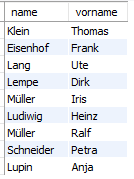 name vorname
Klein Thomas
Eisenhof Frank
Lang Ute
Lempe Dirk
Müller Iris
Ludiwig Heinz
Müller Ralf
Schneider Petra
Lupin Anja